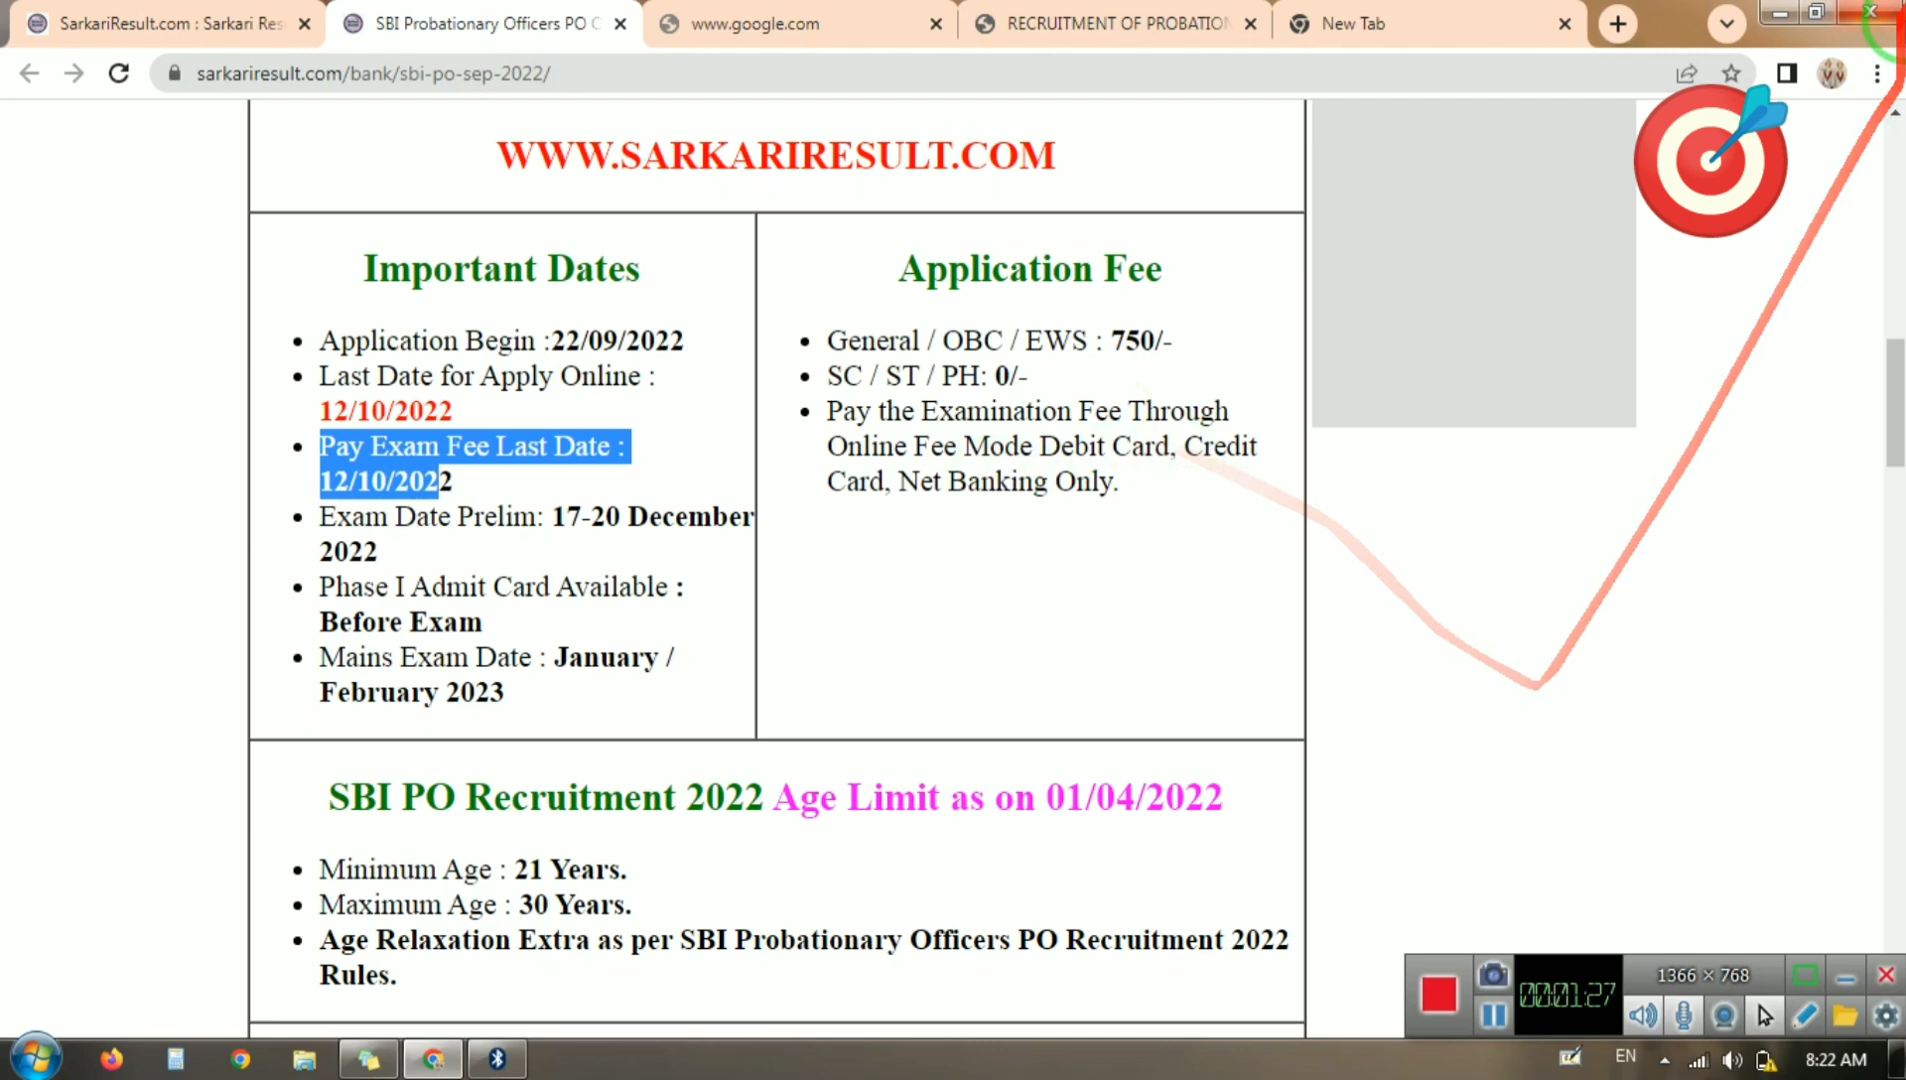 SarkariResult.com : Sarkari Res
SBI Probationary Officers PO O
www.google.com
RECRUITMENT OF PROBATION
New Tab
sarkariresult.com/bank/sbi-po-sep-2022/
WWW.SARKARIRESULT.COM
Important Dates
Application Begin :22/09/2022
Last Date for Apply Online :
12/10/2022
Pay Exam Fee Last Date :
12/10/2022
Exam Date Prelim: 17-20 December
2022
Phase I Admit Card Available :
Before Exam
Mains Exam Date : January /
February 2023
Application Fee
General / OBC / EWS : 750/-
SC / ST / PH: 0/-
Pay the Examination Fee Through
Online Fee Mode Debit Card, Credit
Card, Net Banking Only.
SBI PO Recruitment 2022 Age Limit as on 01/04/2022
Minimum Age : 21 Years.
Maximum Age : 30 Years.
Age Relaxation Extra as per SBI Probationary Officers PO Recruitment 2022
Rules.
1366 × 768
00:01:27
EN
8:22 AM